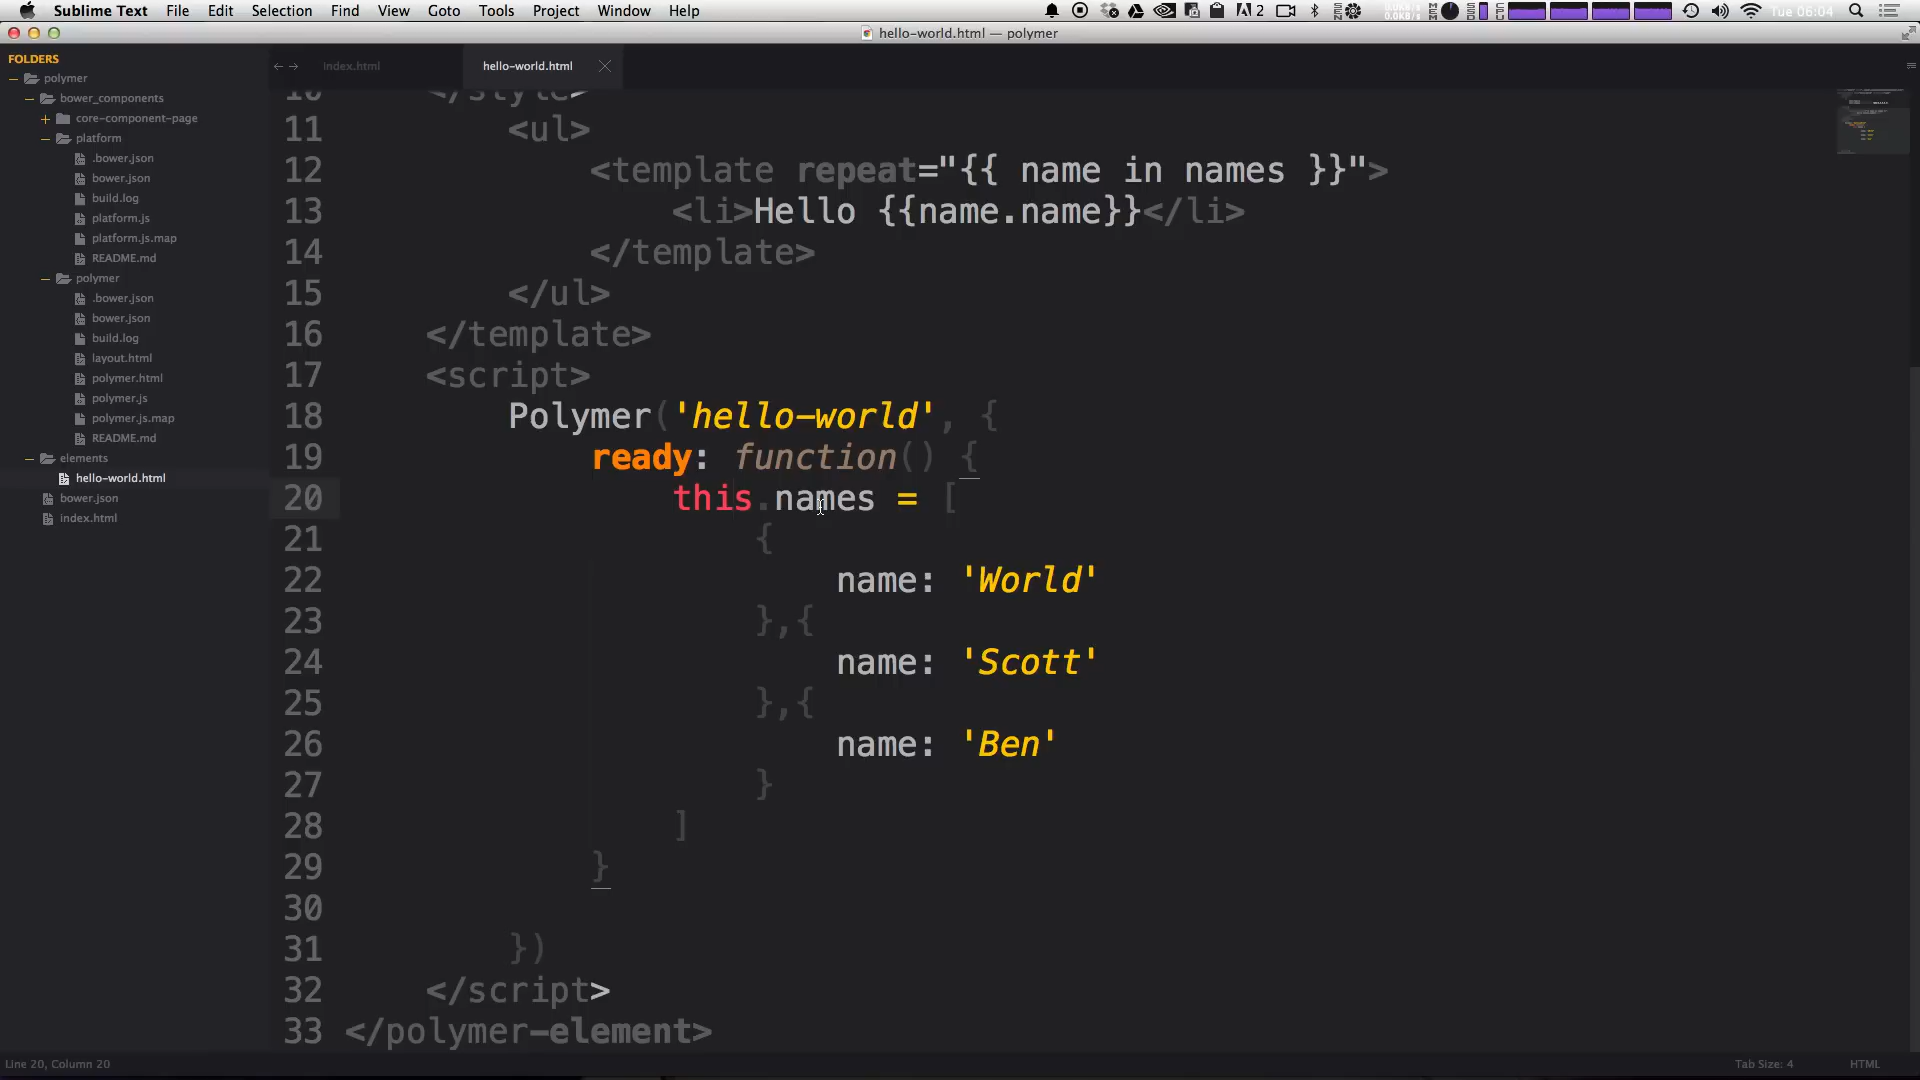 Sublime Text File Edit Selection Find View Goto Tools Project Window Help 2 Tue 06:04
hello-world.html — polymer
FOLDERS
polymer
bower_components
core-component-page
platform
.bower.json
bower.json
build.log
platform.js
platform.js.map
README.md
polymer
.bower.json
bower.json
build.log
layout.html
polymer.html
polymer.js
polymer.js.map
README.md
elements
hello-world.html
bower.json
index.html
index.html hello-world.html
10 </style>
11 <ul>
12 <template repeat="{{ name in names }}">
13 <li>Hello {{name.name}}</li>
14 </template>
15 </ul>
16 </template>
17 <script>
18 Polymer('hello-world', {
19 ready: function() {
20 this.names = [
21 {
22 name: 'World'
23 },{
24 name: 'Scott'
25 },{
26 name: 'Ben'
27 }
28 ]
29 }
30
31 })
32 </script>
33 </polymer-element>
Line 20, Column 20 Tab Size: 4 HTML